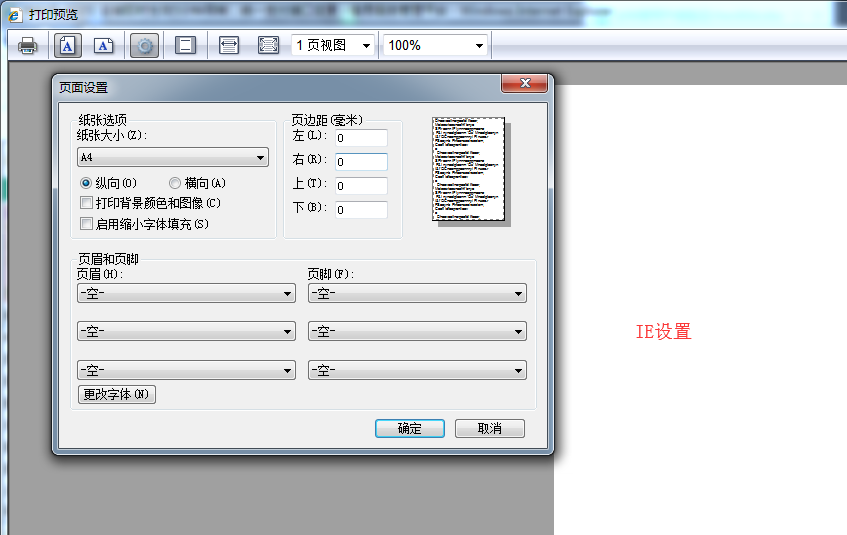 打印预览
1 页视图
100%
页面设置
纸张选项
纸张大小(Z):
A4
纵向(O)
横向(A)
打印背景颜色和图像(C)
启用缩小字体填充(S)
页边距(毫米)
左(L):
0
右(R):
0
上(T):
0
下(B):
0
页眉和页脚
页眉(H):
页脚(F):
-空-
-空-
-空-
-空-
-空-
-空-
更改字体(N)
确定
取消
IE设置